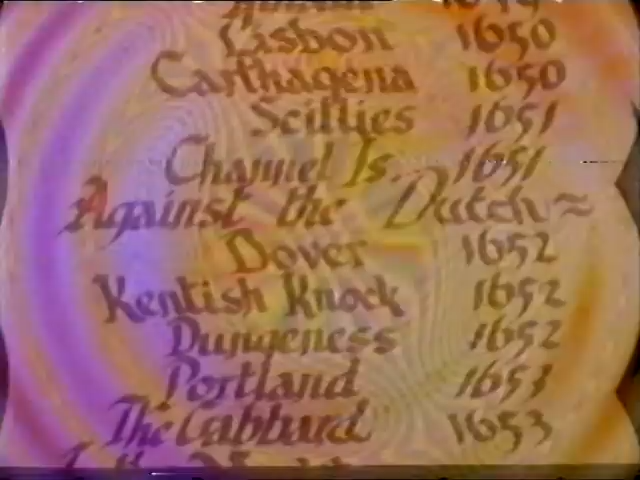 Lisbon 1650
Carthagena 1650
Scillies 1651
Channel Is. 1651
Against the Dutch ≈
Dover 1652
Kentish Knock 1652
Dungeness 1652
Portland 1653
The Gabbard 1653